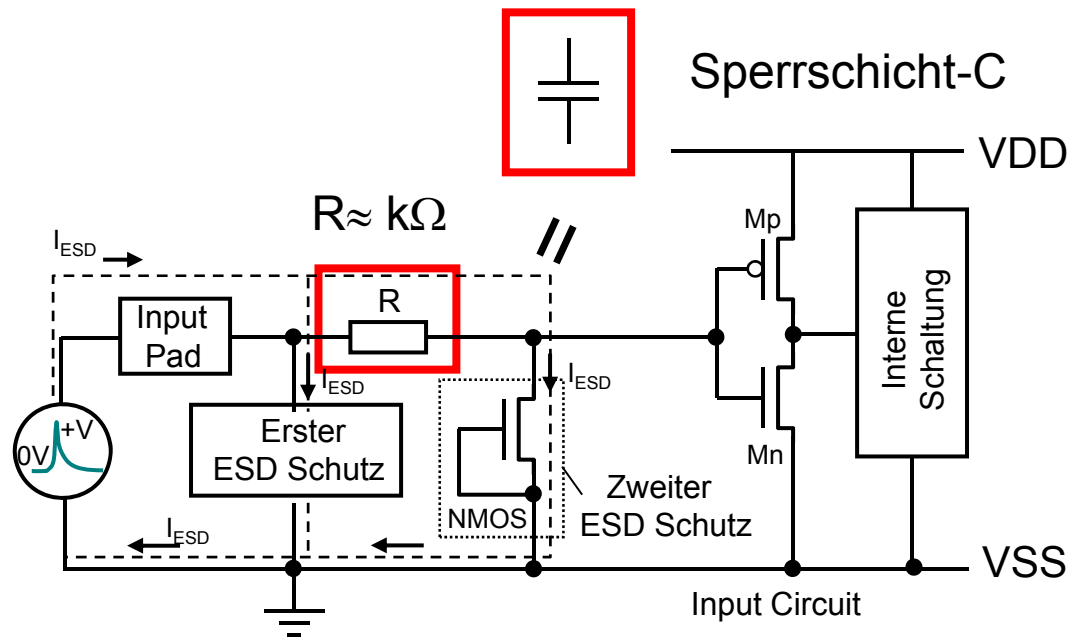 Sperrschicht-C
VDD
R≈ kΩ
Mp
I_ESD
R
Input
Pad
Interne
Schaltung
I_ESD
I_ESD
Erster
ESD Schutz
+V
0V
Mn
Zweiter
ESD Schutz
NMOS
I_ESD
VSS
Input Circuit